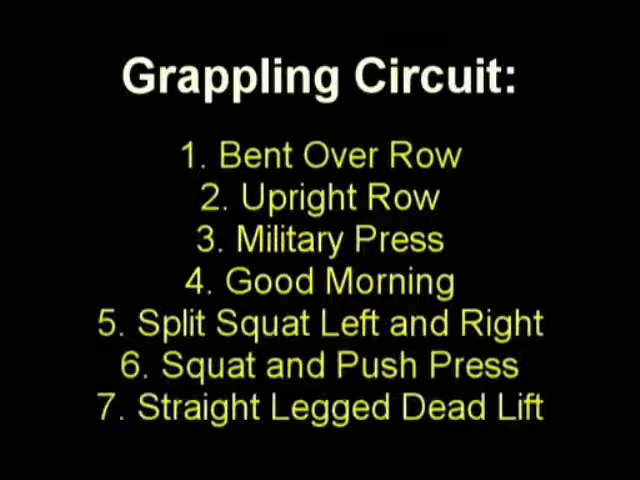 Grappling Circuit:
1. Bent Over Row
2. Upright Row
3. Military Press
4. Good Morning
5. Split Squat Left and Right
6. Squat and Push Press
7. Straight Legged Dead Lift